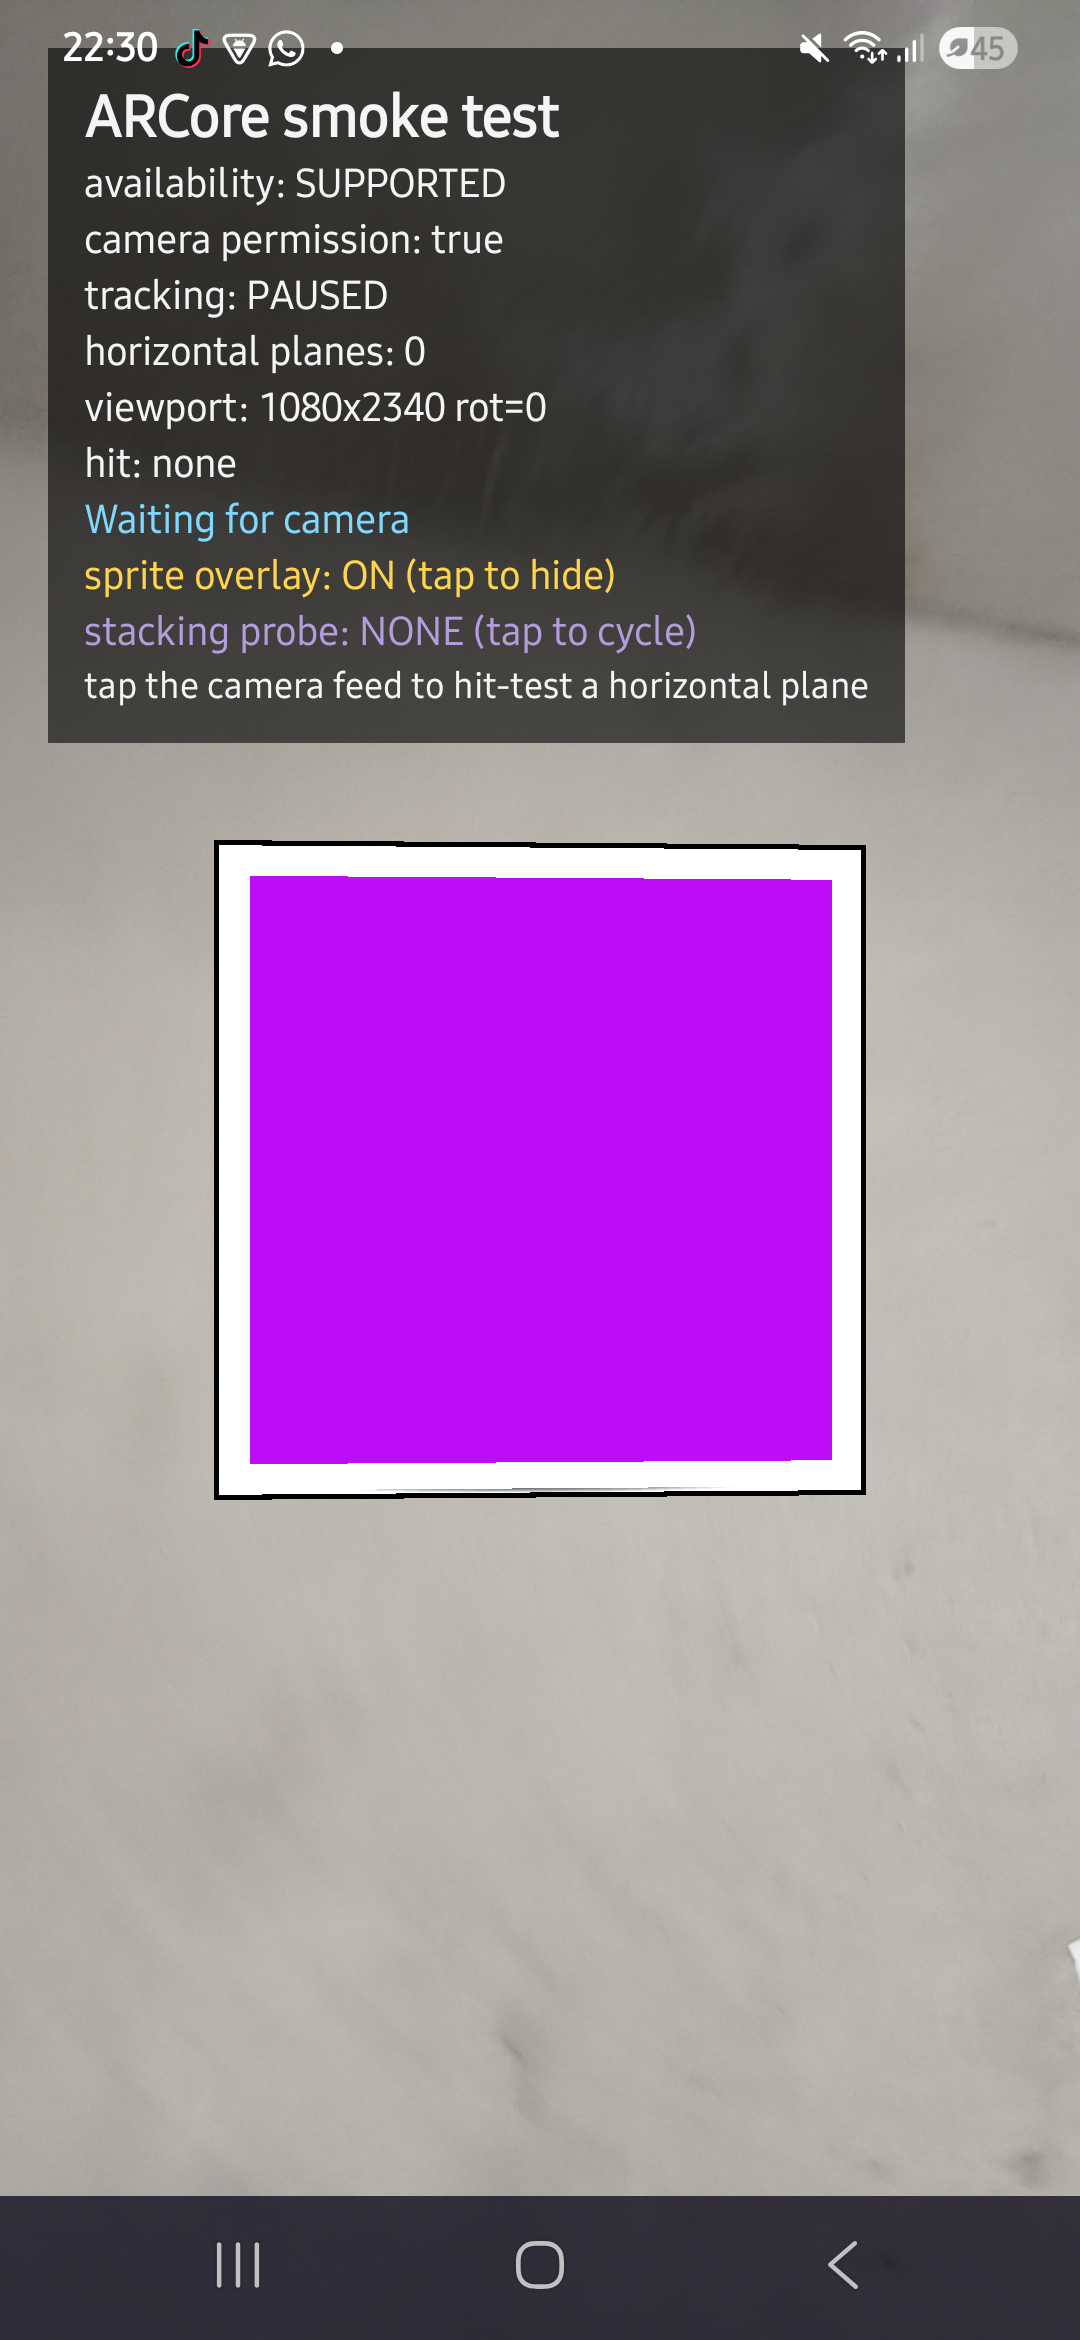 22:30
45
ARCore smoke test
availability: SUPPORTED
camera permission: true
tracking: PAUSED
horizontal planes: 0
viewport: 1080x2340 rot=0
hit: none
Waiting for camera
sprite overlay: ON (tap to hide)
stacking probe: NONE (tap to cycle)
tap the camera feed to hit-test a horizontal plane